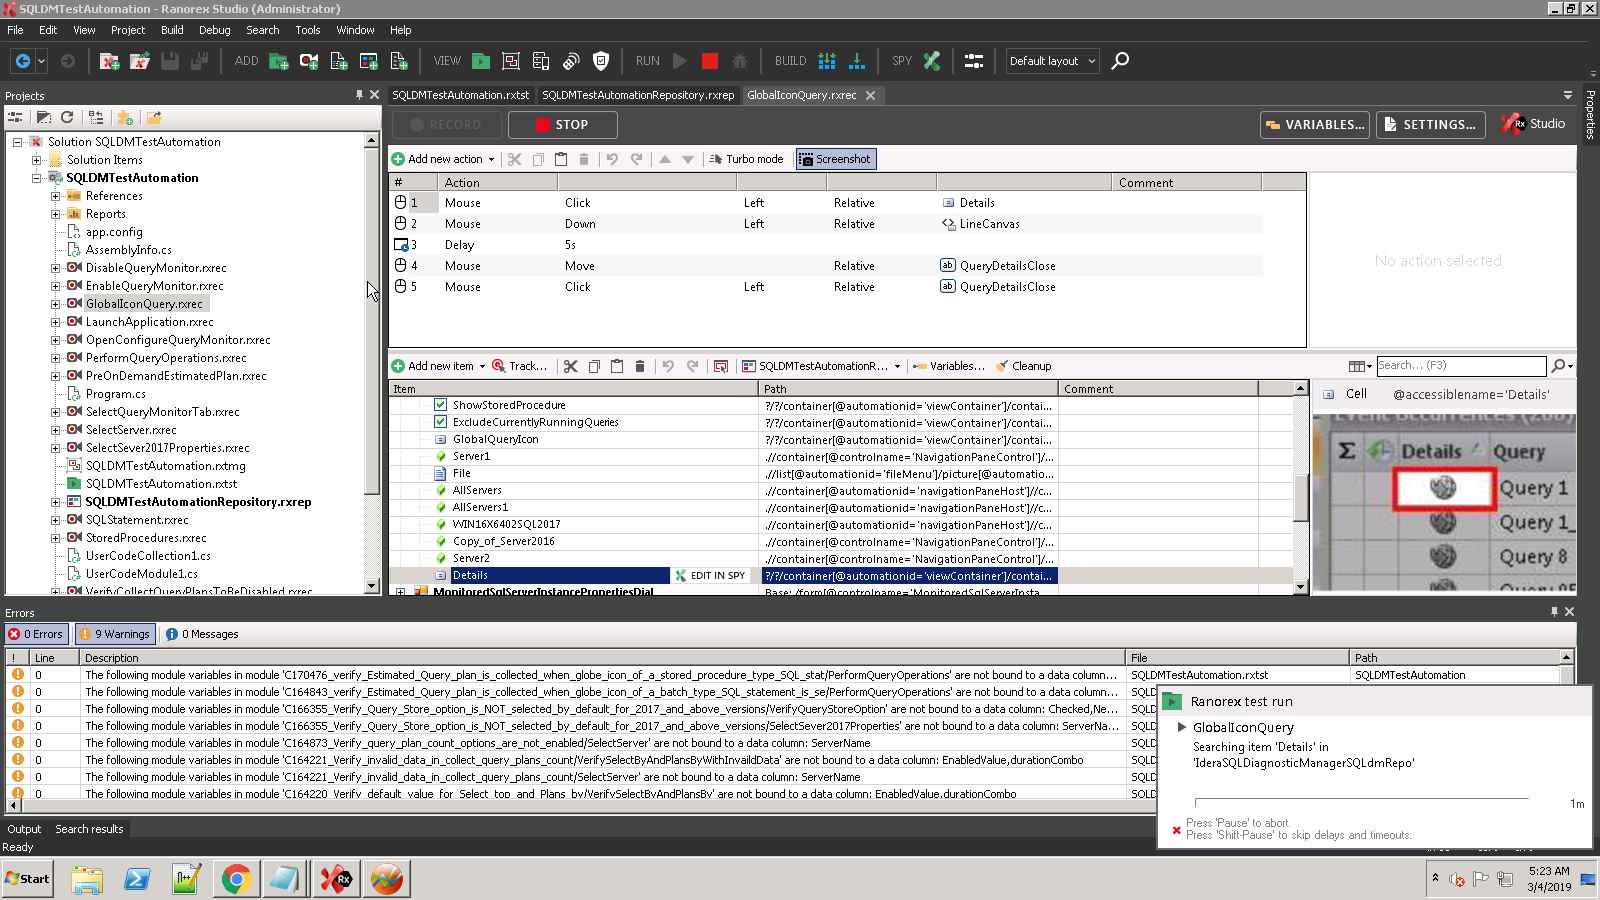 SQLDMTestAutomation - Ranorex Studio (Administrator)
File Edit View Project Build Debug Search Tools Window Help
ADD VIEW RUN BUILD SPY Default layout
Projects
SQLDMTestAutomation.rxtst SQLDMTestAutomationRepository.rxrep GlobalIconQuery.rxrec
Properties
RECORD STOP VARIABLES... SETTINGS... Rx Studio
Solution SQLDMTestAutomation
Solution Items
SQLDMTestAutomation
References
Reports
app.config
AssemblyInfo.cs
DisableQueryMonitor.rxrec
EnableQueryMonitor.rxrec
GlobalIconQuery.rxrec
LaunchApplication.rxrec
OpenConfigureQueryMonitor.rxrec
PerformQueryOperations.rxrec
PreOnDemandEstimatedPlan.rxrec
Program.cs
SelectQueryMonitorTab.rxrec
SelectServer.rxrec
SelectSever2017Properties.rxrec
SQLDMTestAutomation.rxtmg
SQLDMTestAutomation.rxtst
SQLDMTestAutomationRepository.rxrep
SQLStatement.rxrec
StoredProcedures.rxrec
UserCodeCollection1.cs
UserCodeModule1.cs
VerifyCollectQueryPlansToBeDisabled.rxrec
Add new action Turbo mode Screenshot
# Action Comment
1 Mouse Click Left Relative Details
2 Mouse Down Left Relative LineCanvas
3 Delay 5s
4 Mouse Move Relative QueryDetailsClose
5 Mouse Click Left Relative QueryDetailsClose
No action selected
Add new item Track... SQLDMTestAutomationR... Variables... Cleanup Search... (F3)
Item Path Comment
ShowStoredProcedure ?/?/container[@automationid='viewContainer']/contai...
ExcludeCurrentlyRunningQueries ?/?/container[@automationid='viewContainer']/contai...
GlobalQueryIcon ?/?/container[@automationid='viewContainer']/contai...
Server1 .//container[@controlname='NavigationPaneControl']/...
File .//list[@automationid='fileMenu']/picture[@automatio...
AllServers .//container[@automationid='navigationPaneHost']//c...
AllServers1 .//container[@automationid='navigationPaneHost']//c...
WIN16X6402SQL2017 .//container[@automationid='navigationPaneHost']//c...
Copy_of_Server2016 .//container[@controlname='NavigationPaneControl']/...
Server2 .//container[@controlname='NavigationPaneControl']/...
Details EDIT IN SPY ?/?/container[@automationid='viewContainer']/contai...
MonitoredSqlServerInstancePropertiesDial Base: /form[@controlname='MonitoredSqlServerInsta...
Cell @accessiblename='Details'
Σ Details Query
Query 1
Query 1_
Query 8
Errors
0 Errors 9 Warnings 0 Messages
! Line Description File Path
0 The following module variables in module 'C170476_Verify_Estimated_Query_plan_is_collected_when_globe_icon_of_a_stored_procedure_type_SQL_stat/PerformQueryOperations' are not bound to a data column... SQLDMTestAutomation.rxtst SQLDMTestAutomation
0 The following module variables in module 'C164843_verify_Estimated_query_plan_is_collected_when_globe_icon_of_a_batch_type_SQL_statement_is_se/PerformQueryOperations' are not bound to a data column... SQLD
0 The following module variables in module 'C166355_Verify_Query_Store_option_is_NOT_selected_by_default_for_2017_and_above_versions/VerifyQueryStoreOption' are not bound to a data column: Checked,Ne... SQLD
0 The following module variables in module 'C166355_Verify_Query_Store_option_is_NOT_selected_by_default_for_2017_and_above_versions/SelectSever2017Properties' are not bound to a data column: ServerNa... SQLD
0 The following module variables in module 'C164873_Verify_query_plan_count_options_are_not_enabled/SelectServer' are not bound to a data column: ServerName SQLD
0 The following module variables in module 'C164221_Verify_invalid_data_in_collect_query_plans_count/VerifySelectByAndPlansByWithInvaildData' are not bound to a data column: EnabledValue,durationCombo SQLD
0 The following module variables in module 'C164221_Verify_invalid_data_in_collect_query_plans_count/SelectServer' are not bound to a data column: ServerName SQLD
0 The following module variables in module 'C164220_Verify_default_value_for_Select_top_and_Plans_by/VerifySelectByAndPlansBy' are not bound to a data column: EnabledValue,durationCombo SQLD
Ranorex test run
GlobalIconQuery
Searching item 'Details' in
'IderaSQLDiagnosticManagerSQLdmRepo'
1m
Press 'Pause' to abort.
Press 'Shift-Pause' to skip delays and timeouts.
Output Search results
Ready
Start
5:23 AM
3/4/2019